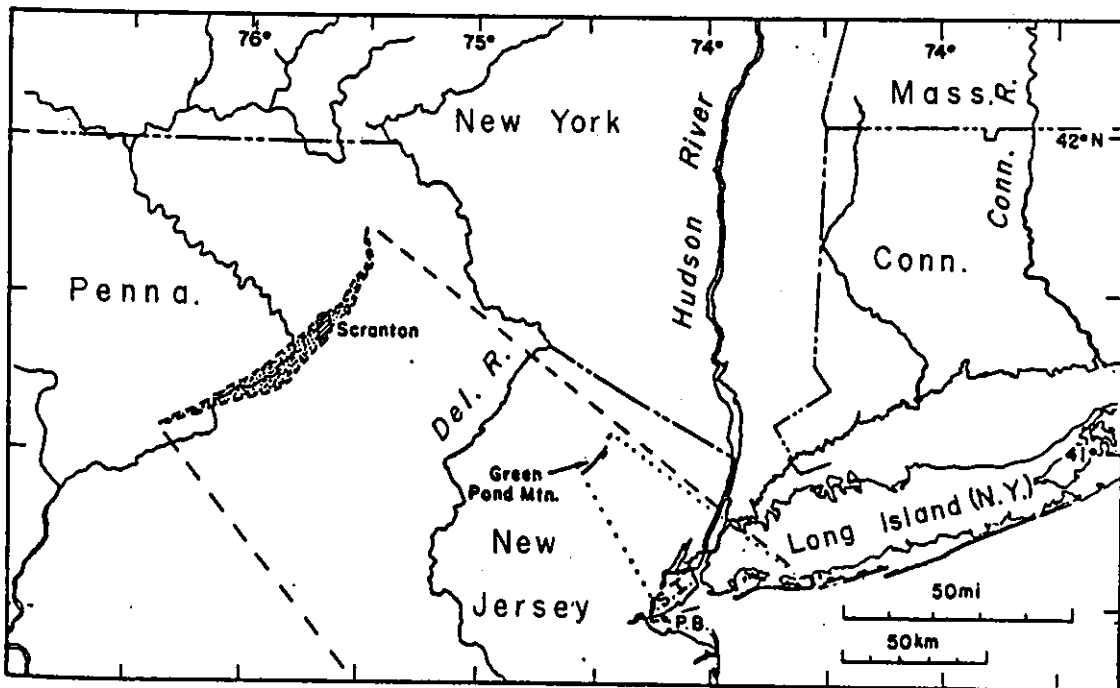 76°
75°
74°
74°
New York
Mass.
Conn. R.
42°N
Hudson River
Penna.
Conn.
Scranton
Del. R.
41°
Green
Pond Mtn.
Long Island (N.Y.)
New
Jersey
S.I.
P.B.
50mi
50km